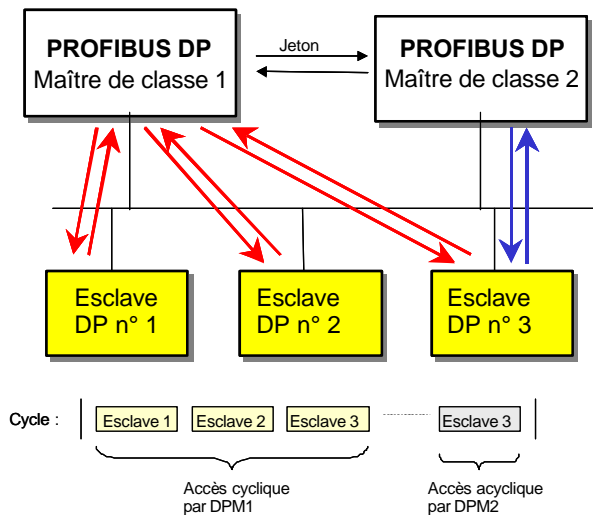 PROFIBUS DP
Maître de classe 1
Jeton
PROFIBUS DP
Maître de classe 2
Esclave
DP n° 1
Esclave
DP n° 2
Esclave
DP n° 3
Cycle :
Esclave 1
Esclave 2
Esclave 3
Esclave 3
Accès cyclique
par DPM1
Accès acyclique
par DPM2